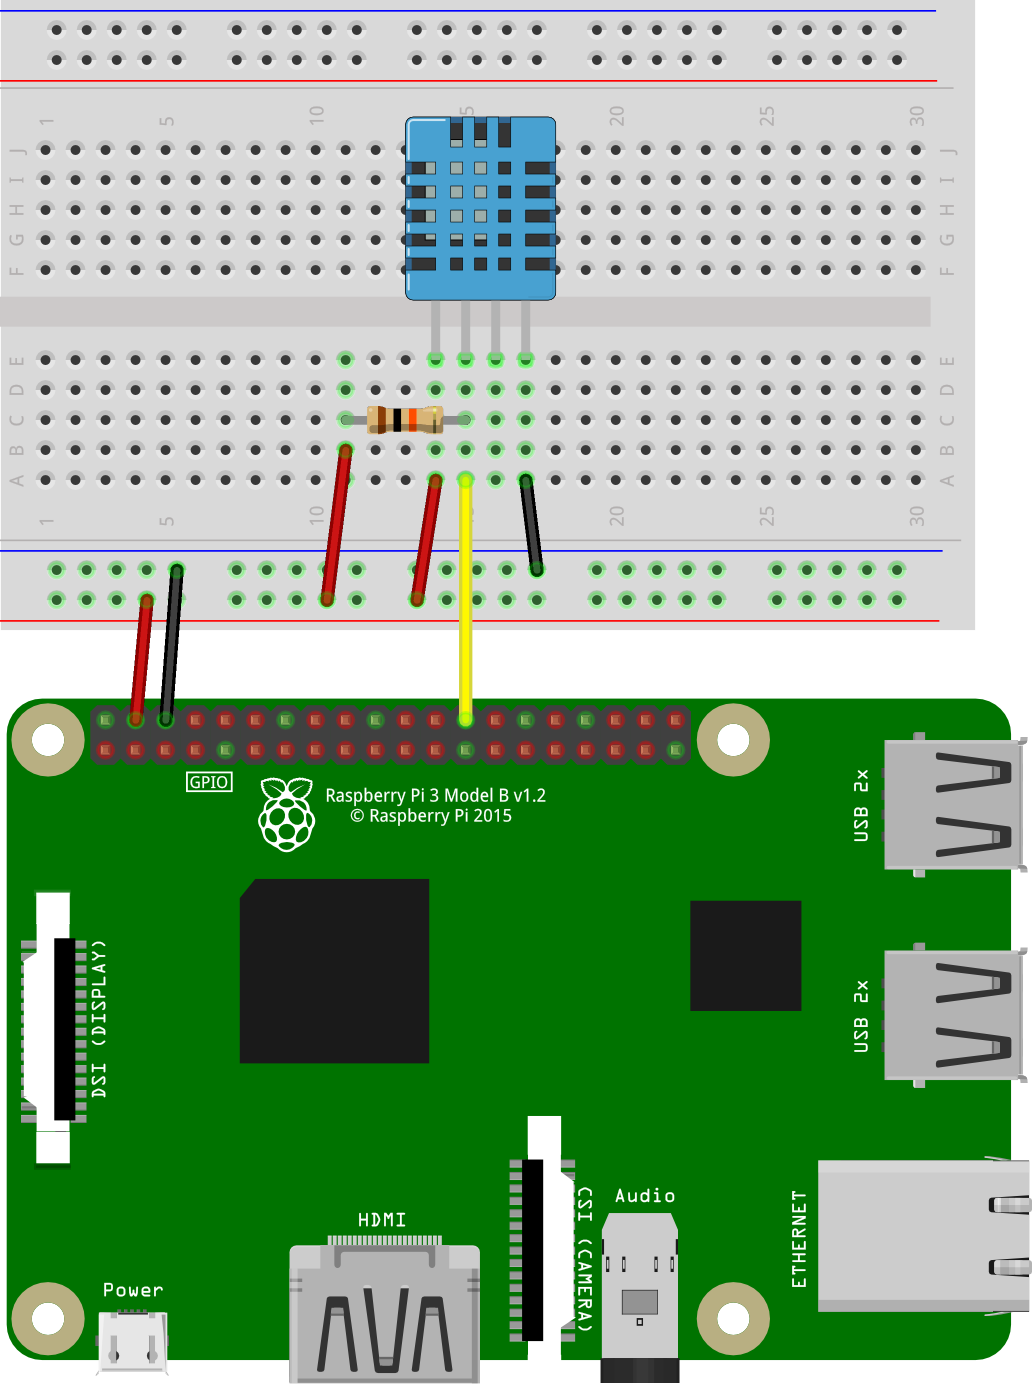 1 5 10 15 20 25 30
J J
I I
H H
G G
F F
E E
D D
C C
B B
A A
1 5 10 15 20 25 30
GPIO
Raspberry Pi 3 Model B v1.2
© Raspberry Pi 2015
USB 2x
DSI (DISPLAY)
USB 2x
CSI (CAMERA)
Audio
ETHERNET
HDMI
Power